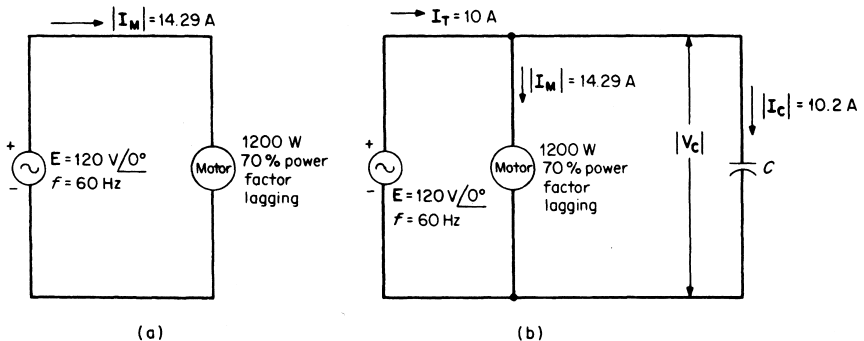 |I_M| = 14.29 A
+
-
E = 120 V/0°
f = 60 Hz
Motor
1200 W
70 % power
factor
lagging
(a)
I_T = 10 A
|I_M| = 14.29 A
|I_C| = 10.2 A
+
-
E = 120 V/0°
f = 60 Hz
Motor
1200 W
70 % power
factor
lagging
|V_C|
C
(b)